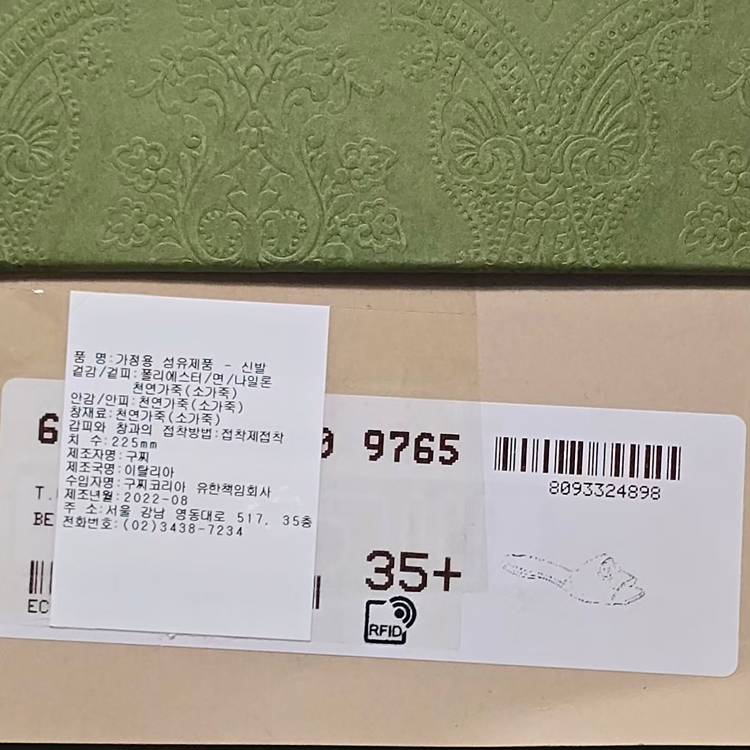 품 명:가정용 섬유제품 - 신발
겉감/겉피:폴리에스터/면/나일론
천연가죽(소가죽)
안감/안피:천연가죽(소가죽)
창재료:천연가죽(소가죽)
갑피와 창과의 접착방법:접착제접착
치 수:225mm
제조자명:구찌
제조국명:이탈리아
수입자명:구찌코리아 유한책임회사
제조년월:2022-08
주 소:서울 강남 영동대로 517, 35층
전화번호:(02)3438-7234
6
9765
8093324898
T.
BE
EC
35+
RFID